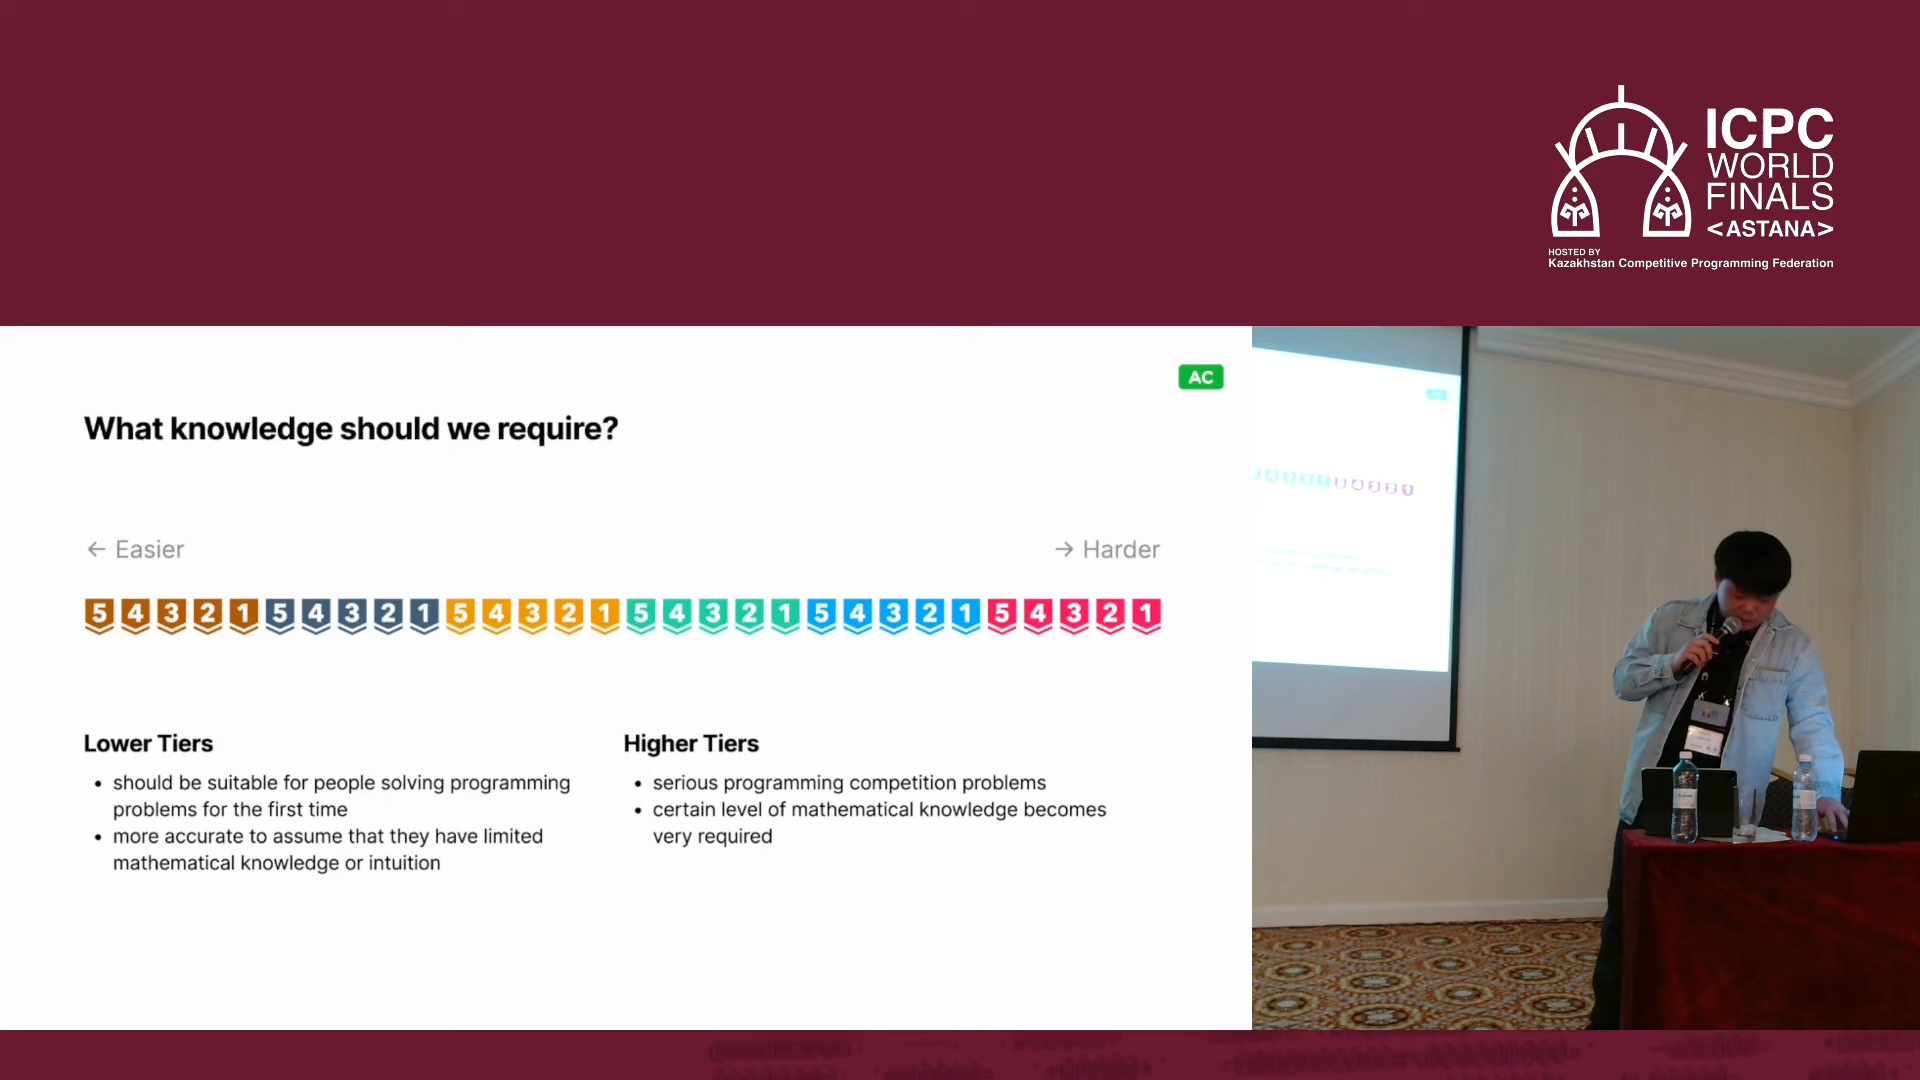 ICPC
WORLD
FINALS
<ASTANA>
HOSTED BY
Kazakhstan Competitive Programming Federation
AC
What knowledge should we require?
← Easier
→ Harder
5 4 3 2 1 5 4 3 2 1 5 4 3 2 1 5 4 3 2 1 5 4 3 2 1 5 4 3 2 1
Lower Tiers
• should be suitable for people solving programming
problems for the first time
• more accurate to assume that they have limited
mathematical knowledge or intuition
Higher Tiers
• serious programming competition problems
• certain level of mathematical knowledge becomes
very required